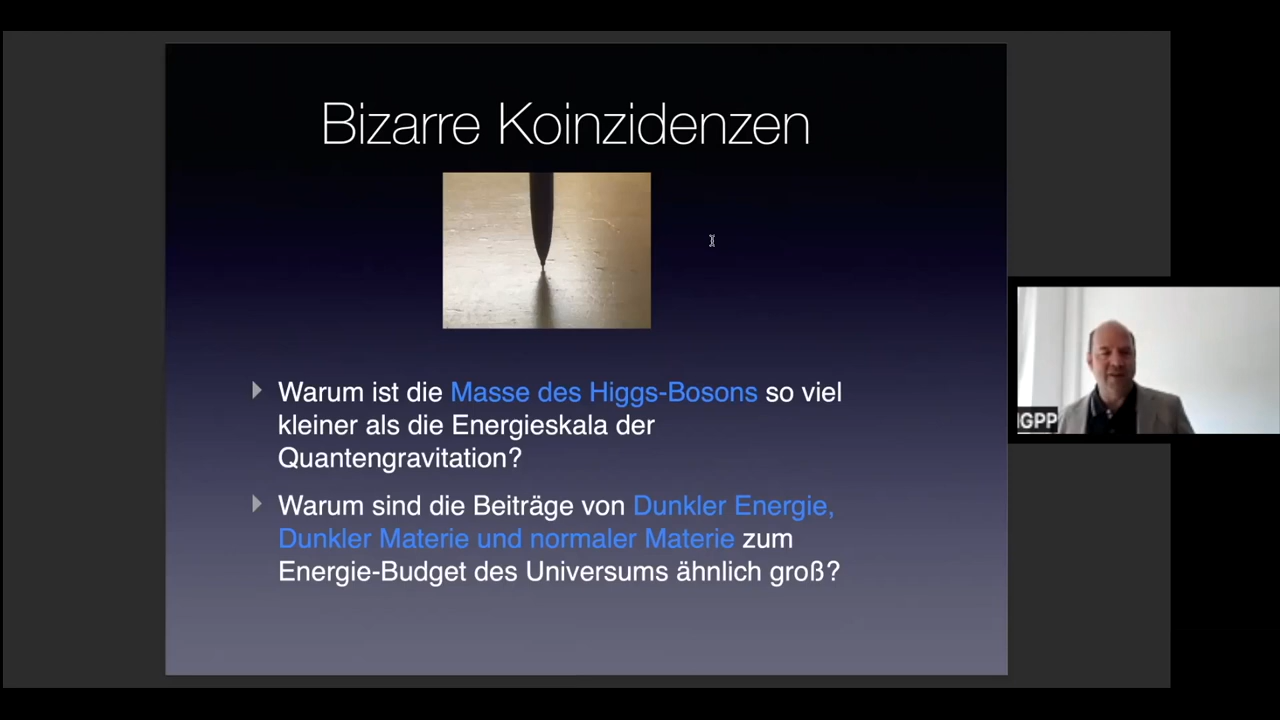 Bizarre Koinzidenzen
Warum ist die Masse des Higgs-Bosons so viel
kleiner als die Energieskala der
Quantengravitation?
Warum sind die Beiträge von Dunkler Energie,
Dunkler Materie und normaler Materie zum
Energie-Budget des Universums ähnlich groß?
IGPP